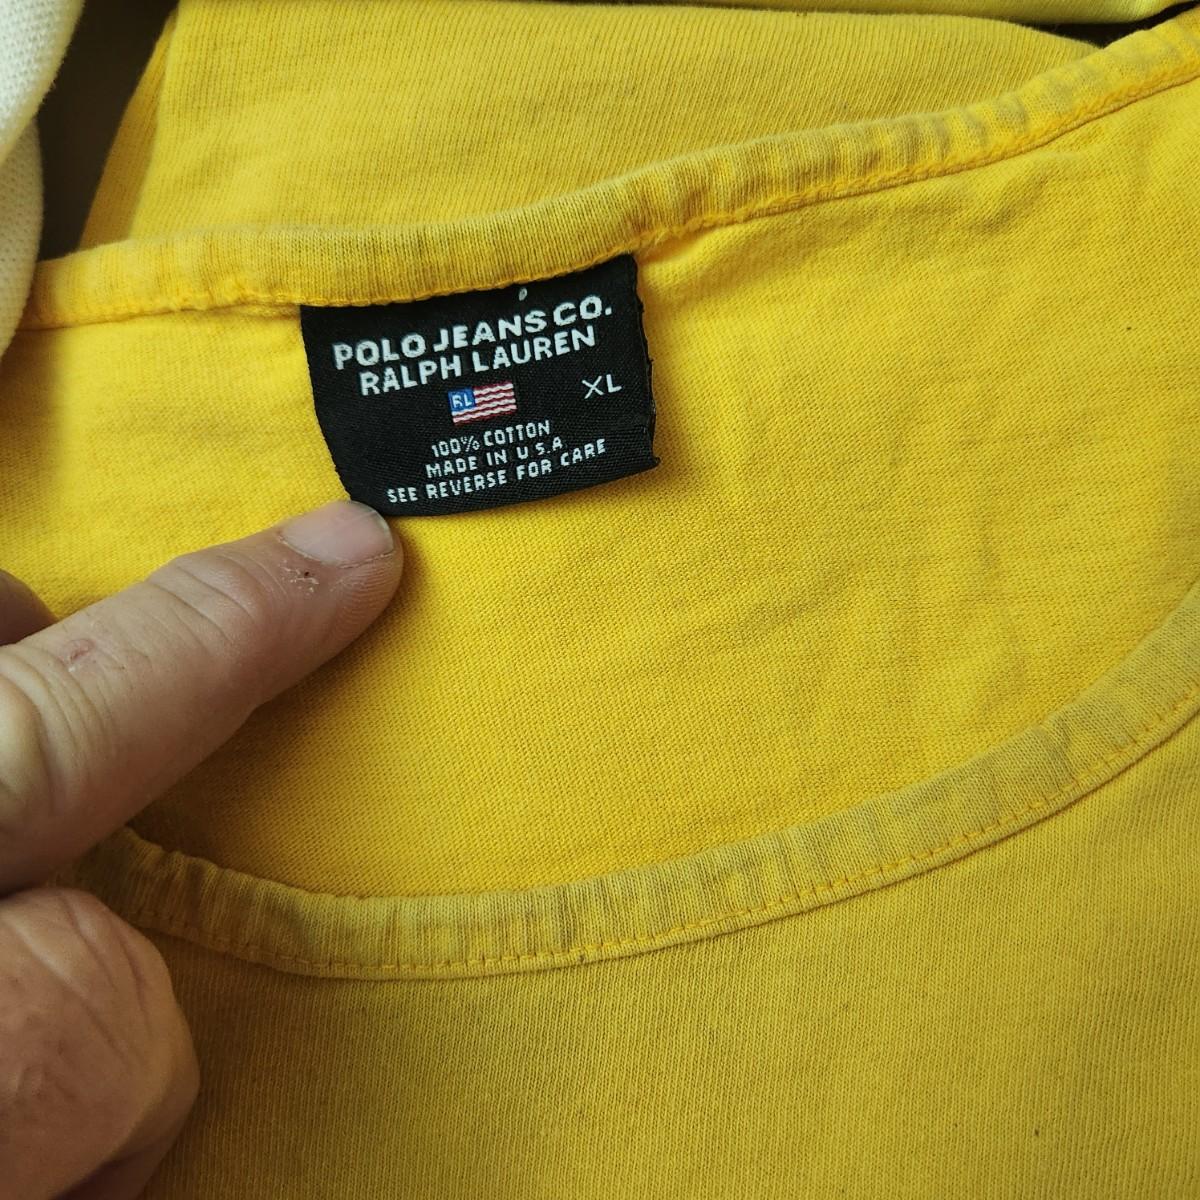 POLO JEANS CO.
RALPH LAUREN
RL
XL
100% COTTON
MADE IN U S.A
SEE REVERSE FOR CARE